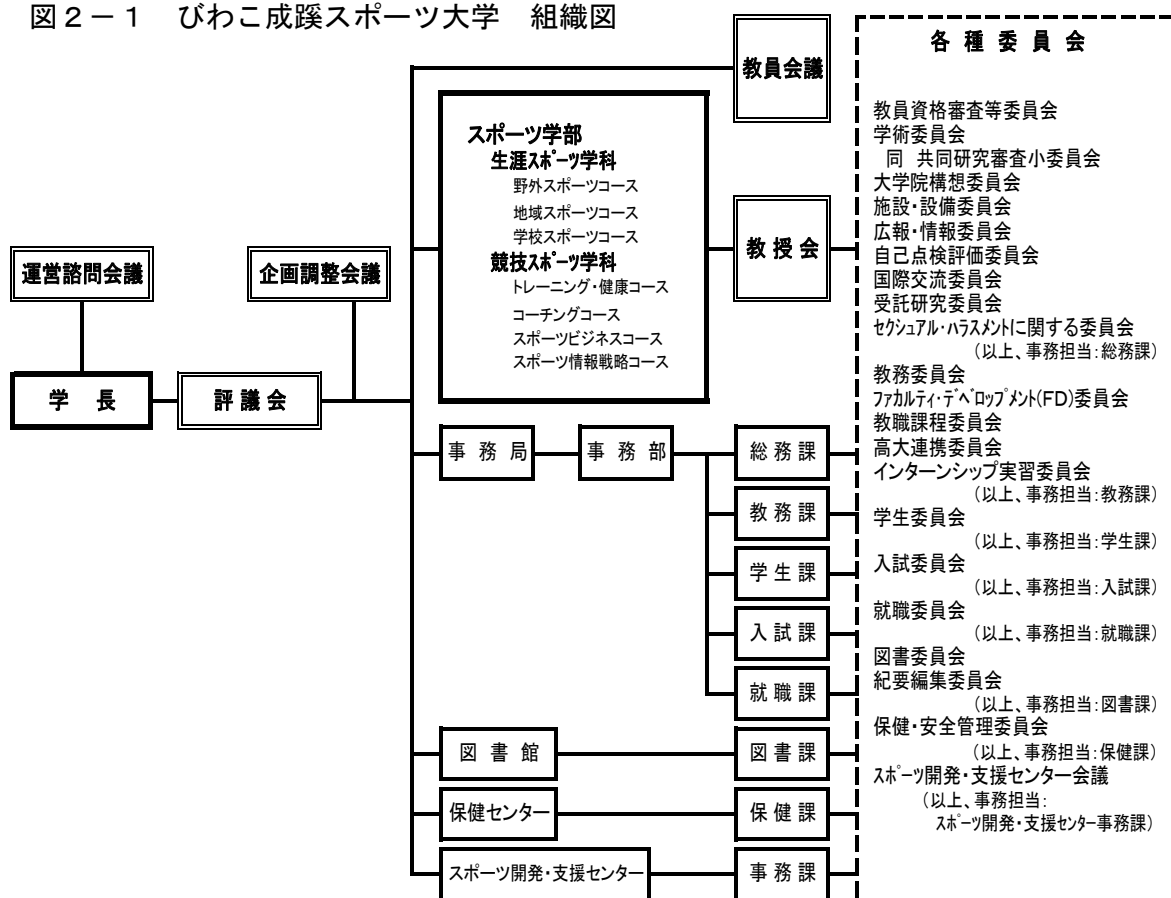 図２－１　びわこ成蹊スポーツ大学　組織図
教員会議
スポーツ学部
生涯ｽﾎﾟｰﾂ学科
野外スポーツコース
地域スポーツコース
学校スポーツコース
競技ｽﾎﾟｰﾂ学科
トレーニング・健康コース
コーチングコース
スポーツビジネスコース
スポーツ情報戦略コース
教 授 会
運営諮問会議
企画調整会議
学　長
評 議 会
事 務 局
事 務 部
総 務 課
教 務 課
学 生 課
入 試 課
就 職 課
図 書 館
図 書 課
保健センター
保 健 課
スポーツ開発・支援センター
事 務 課
各 種 委 員 会
教員資格審査等委員会
学術委員会
同　共同研究審査小委員会
大学院構想委員会
施設・設備委員会
広報・情報委員会
自己点検評価委員会
国際交流委員会
受託研究委員会
ｾｸｼｭｱﾙ・ﾊﾗｽﾒﾝﾄに関する委員会
（以上、事務担当：総務課）
教務委員会
ﾌｧｶﾙﾃｨ・ﾃﾞﾍﾞﾛｯﾌﾟﾒﾝﾄ(FD)委員会
教職課程委員会
高大連携委員会
インターンシップ実習委員会
（以上、事務担当：教務課）
学生委員会
（以上、事務担当：学生課）
入試委員会
（以上、事務担当：入試課）
就職委員会
（以上、事務担当：就職課）
図書委員会
紀要編集委員会
（以上、事務担当：図書課）
保健・安全管理委員会
（以上、事務担当：保健課）
ｽﾎﾟｰﾂ開発・支援センター会議
（以上、事務担当：
ｽﾎﾟｰﾂ開発・支援ｾﾝﾀｰ事務課）